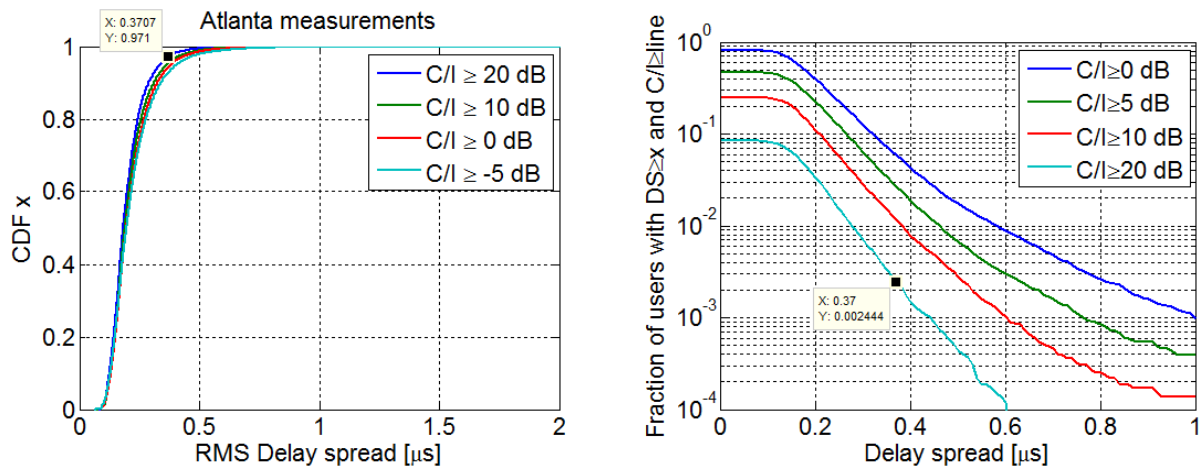 Atlanta measurements
X: 0.3707
Y: 0.971
CDF x
1
0.8
0.6
0.4
0.2
0
C/I ≥ 20 dB
C/I ≥ 10 dB
C/I ≥ 0 dB
C/I ≥ -5 dB
0 0.5 1 1.5 2
RMS Delay spread [μs]
Fraction of users with DS≥x and C/I≥line
10^0
10^-1
10^-2
10^-3
10^-4
C/I≥0 dB
C/I≥5 dB
C/I≥10 dB
C/I≥20 dB
X: 0.37
Y: 0.002444
0 0.2 0.4 0.6 0.8 1
Delay spread [μs]